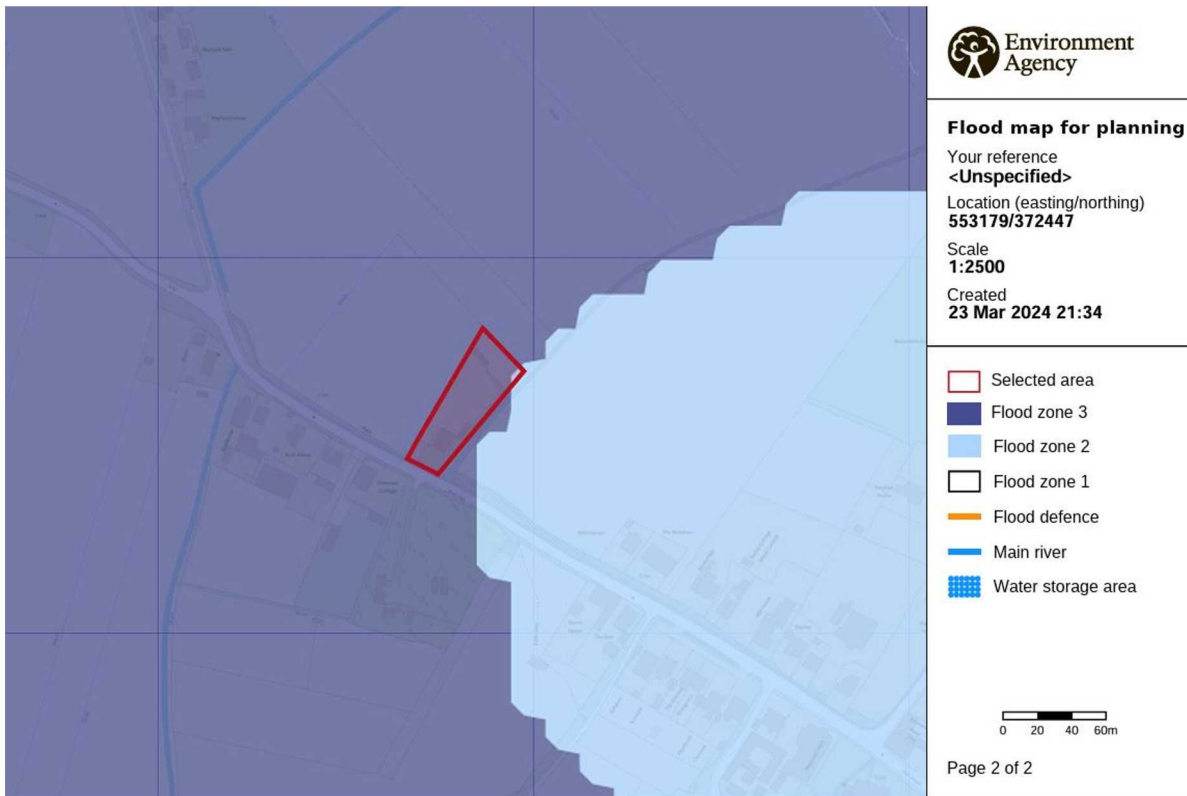 Environment
Agency
Flood map for planning
Your reference
<Unspecified>
Location (easting/northing)
553179/372447
Scale
1:2500
Created
23 Mar 2024 21:34
Selected area
Flood zone 3
Flood zone 2
Flood zone 1
Flood defence
Main river
Water storage area
0 20 40 60m
Page 2 of 2